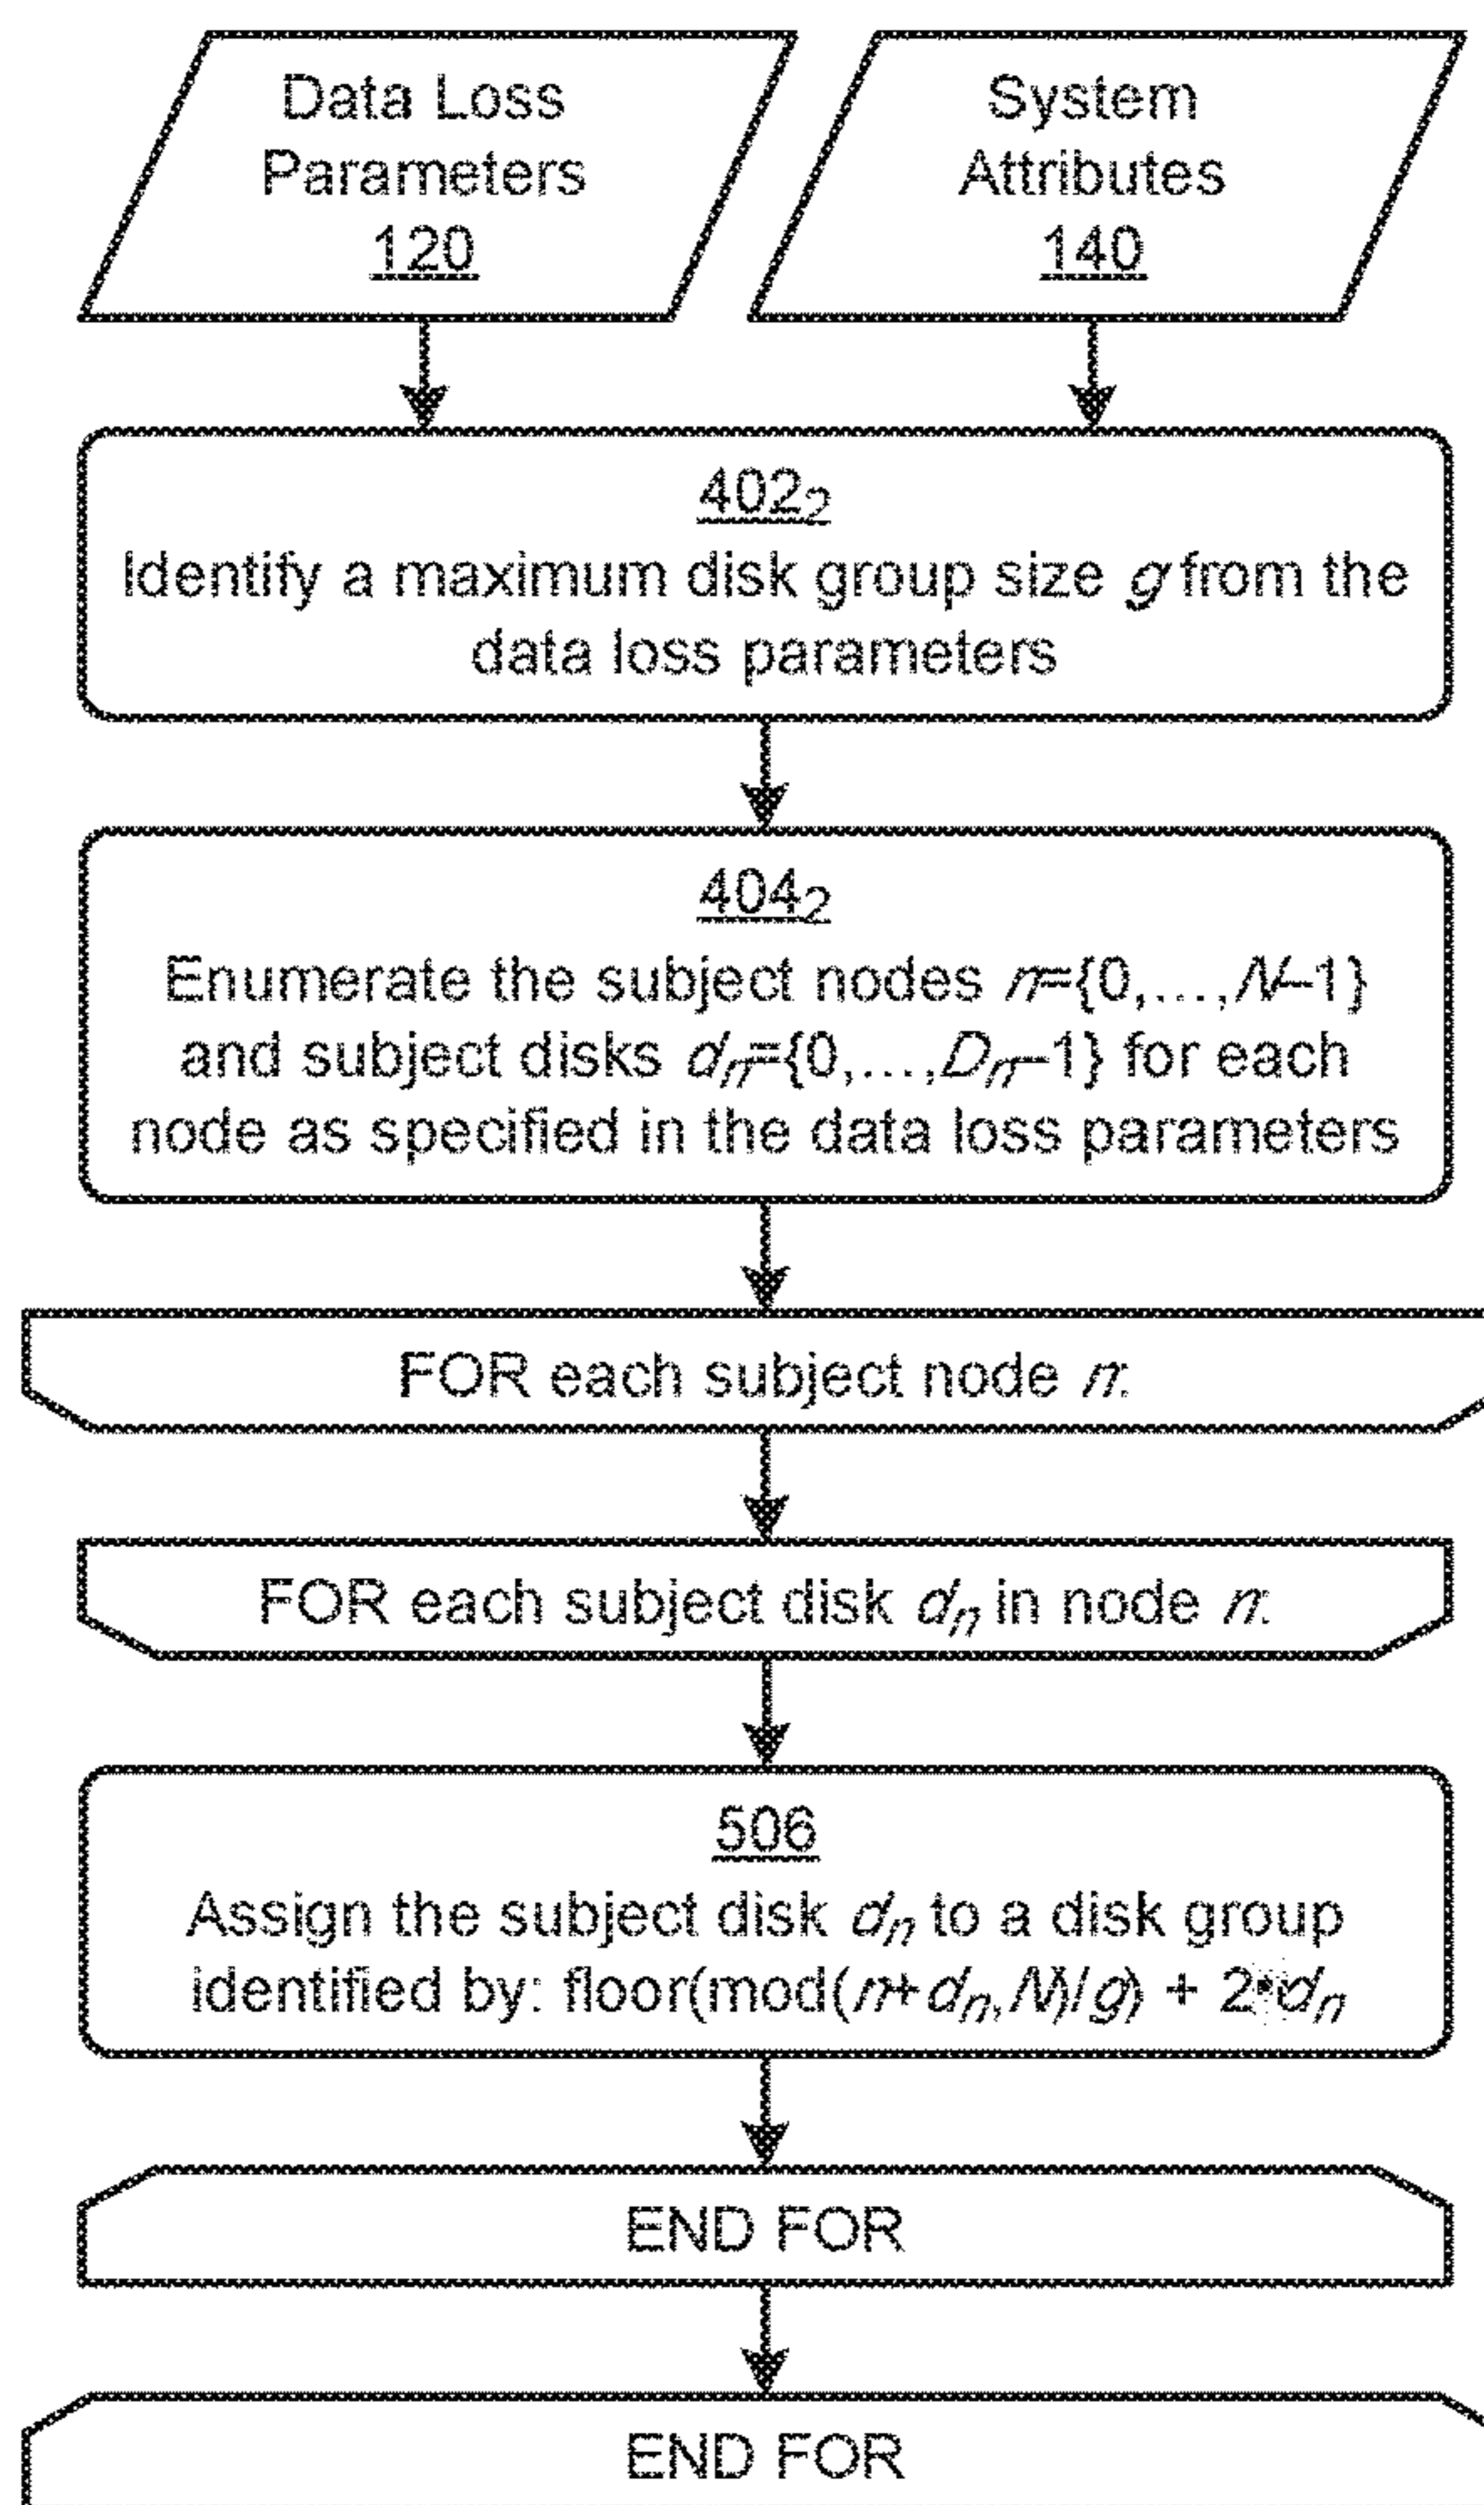 Data Loss
Parameters
120
System
Attributes
140
402₂
Identify a maximum disk group size g from the
data loss parameters
404₂
Enumerate the subject nodes n={0,...,N-1}
and subject disks dₙ={0,...,Dₙ-1} for each
node as specified in the data loss parameters
FOR each subject node n:
FOR each subject disk dₙ in node n:
506
Assign the subject disk dₙ to a disk group
identified by: floor(mod(n+dₙ,N)/g) + 2•dₙ
END FOR
END FOR